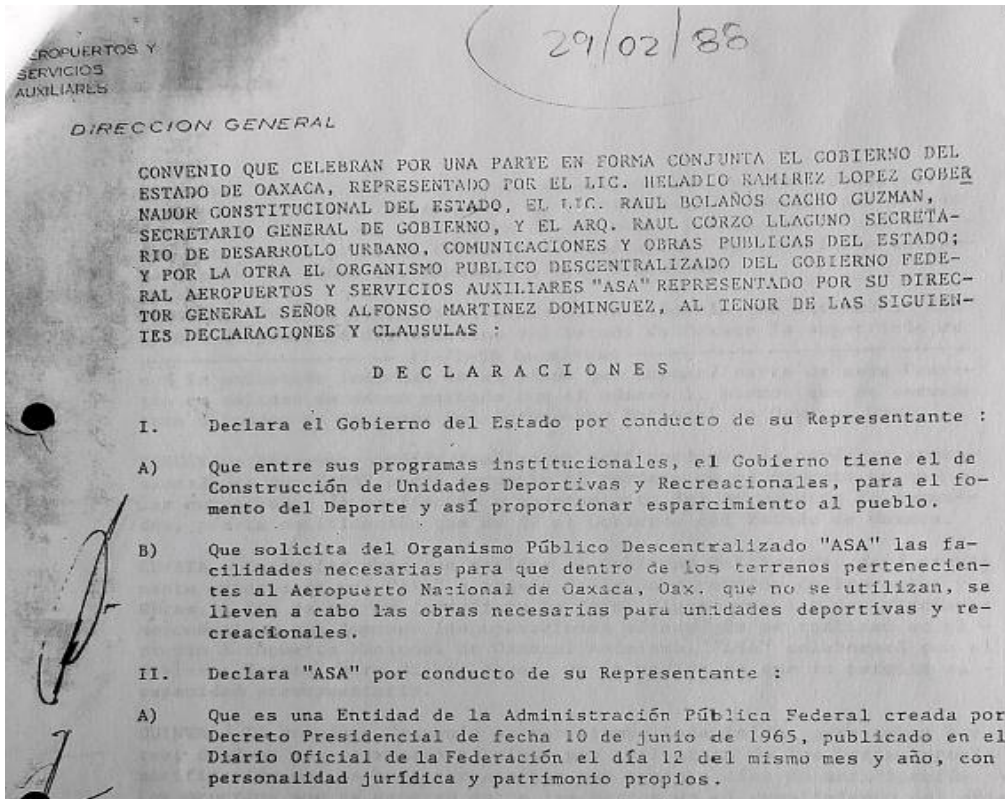 29/02/88
AEROPUERTOS Y
SERVICIOS
AUXILIARES
DIRECCION GENERAL
CONVENIO QUE CELEBRAN POR UNA PARTE EN FORMA CONJUNTA EL GOBIERNO DEL
ESTADO DE OAXACA, REPRESENTADO POR EL LIC. HELADIO RAMIREZ LOPEZ GOBER
NADOR CONSTITUCIONAL DEL ESTADO, EL LIC. RAUL BOLAÑOS CACHO GUZMAN,
SECRETARIO GENERAL DE GOBIERNO, Y EL ARQ. RAUL CORZO LLAGUNO SECRETA-
RIO DE DESARROLLO URBANO, COMUNICACIONES Y OBRAS PUBLICAS DEL ESTADO;
Y POR LA OTRA EL ORGANISMO PUBLICO DESCENTRALIZADO DEL GOBIERNO FEDE-
RAL AEROPUERTOS Y SERVICIOS AUXILIARES "ASA" REPRESENTADO POR SU DIREC-
TOR GENERAL SEÑOR ALFONSO MARTINEZ DOMINGUEZ, AL TENOR DE LAS SIGUIEN-
TES DECLARACIONES Y CLAUSULAS :
D E C L A R A C I O N E S
I. Declara el Gobierno del Estado por conducto de su Representante :
A) Que entre sus programas institucionales, el Gobierno tiene el de
Construcción de Unidades Deportivas y Recreacionales, para el fo-
mento del Deporte y así proporcionar esparcimiento al pueblo.
B) Que solicita del Organismo Público Descentralizado "ASA" las fa-
cilidades necesarias para que dentro de los terrenos pertenecien-
tes al Aeropuerto Nacional de Oaxaca, Oax. que no se utilizan, se
lleven a cabo las obras necesarias para unidades deportivas y re-
creacionales.
II. Declara "ASA" por conducto de su Representante :
A) Que es una Entidad de la Administración Pública Federal creada por
Decreto Presidencial de fecha 10 de junio de 1965, publicado en el
Diario Oficial de la Federación el día 12 del mismo mes y año, con
personalidad jurídica y patrimonio propios.